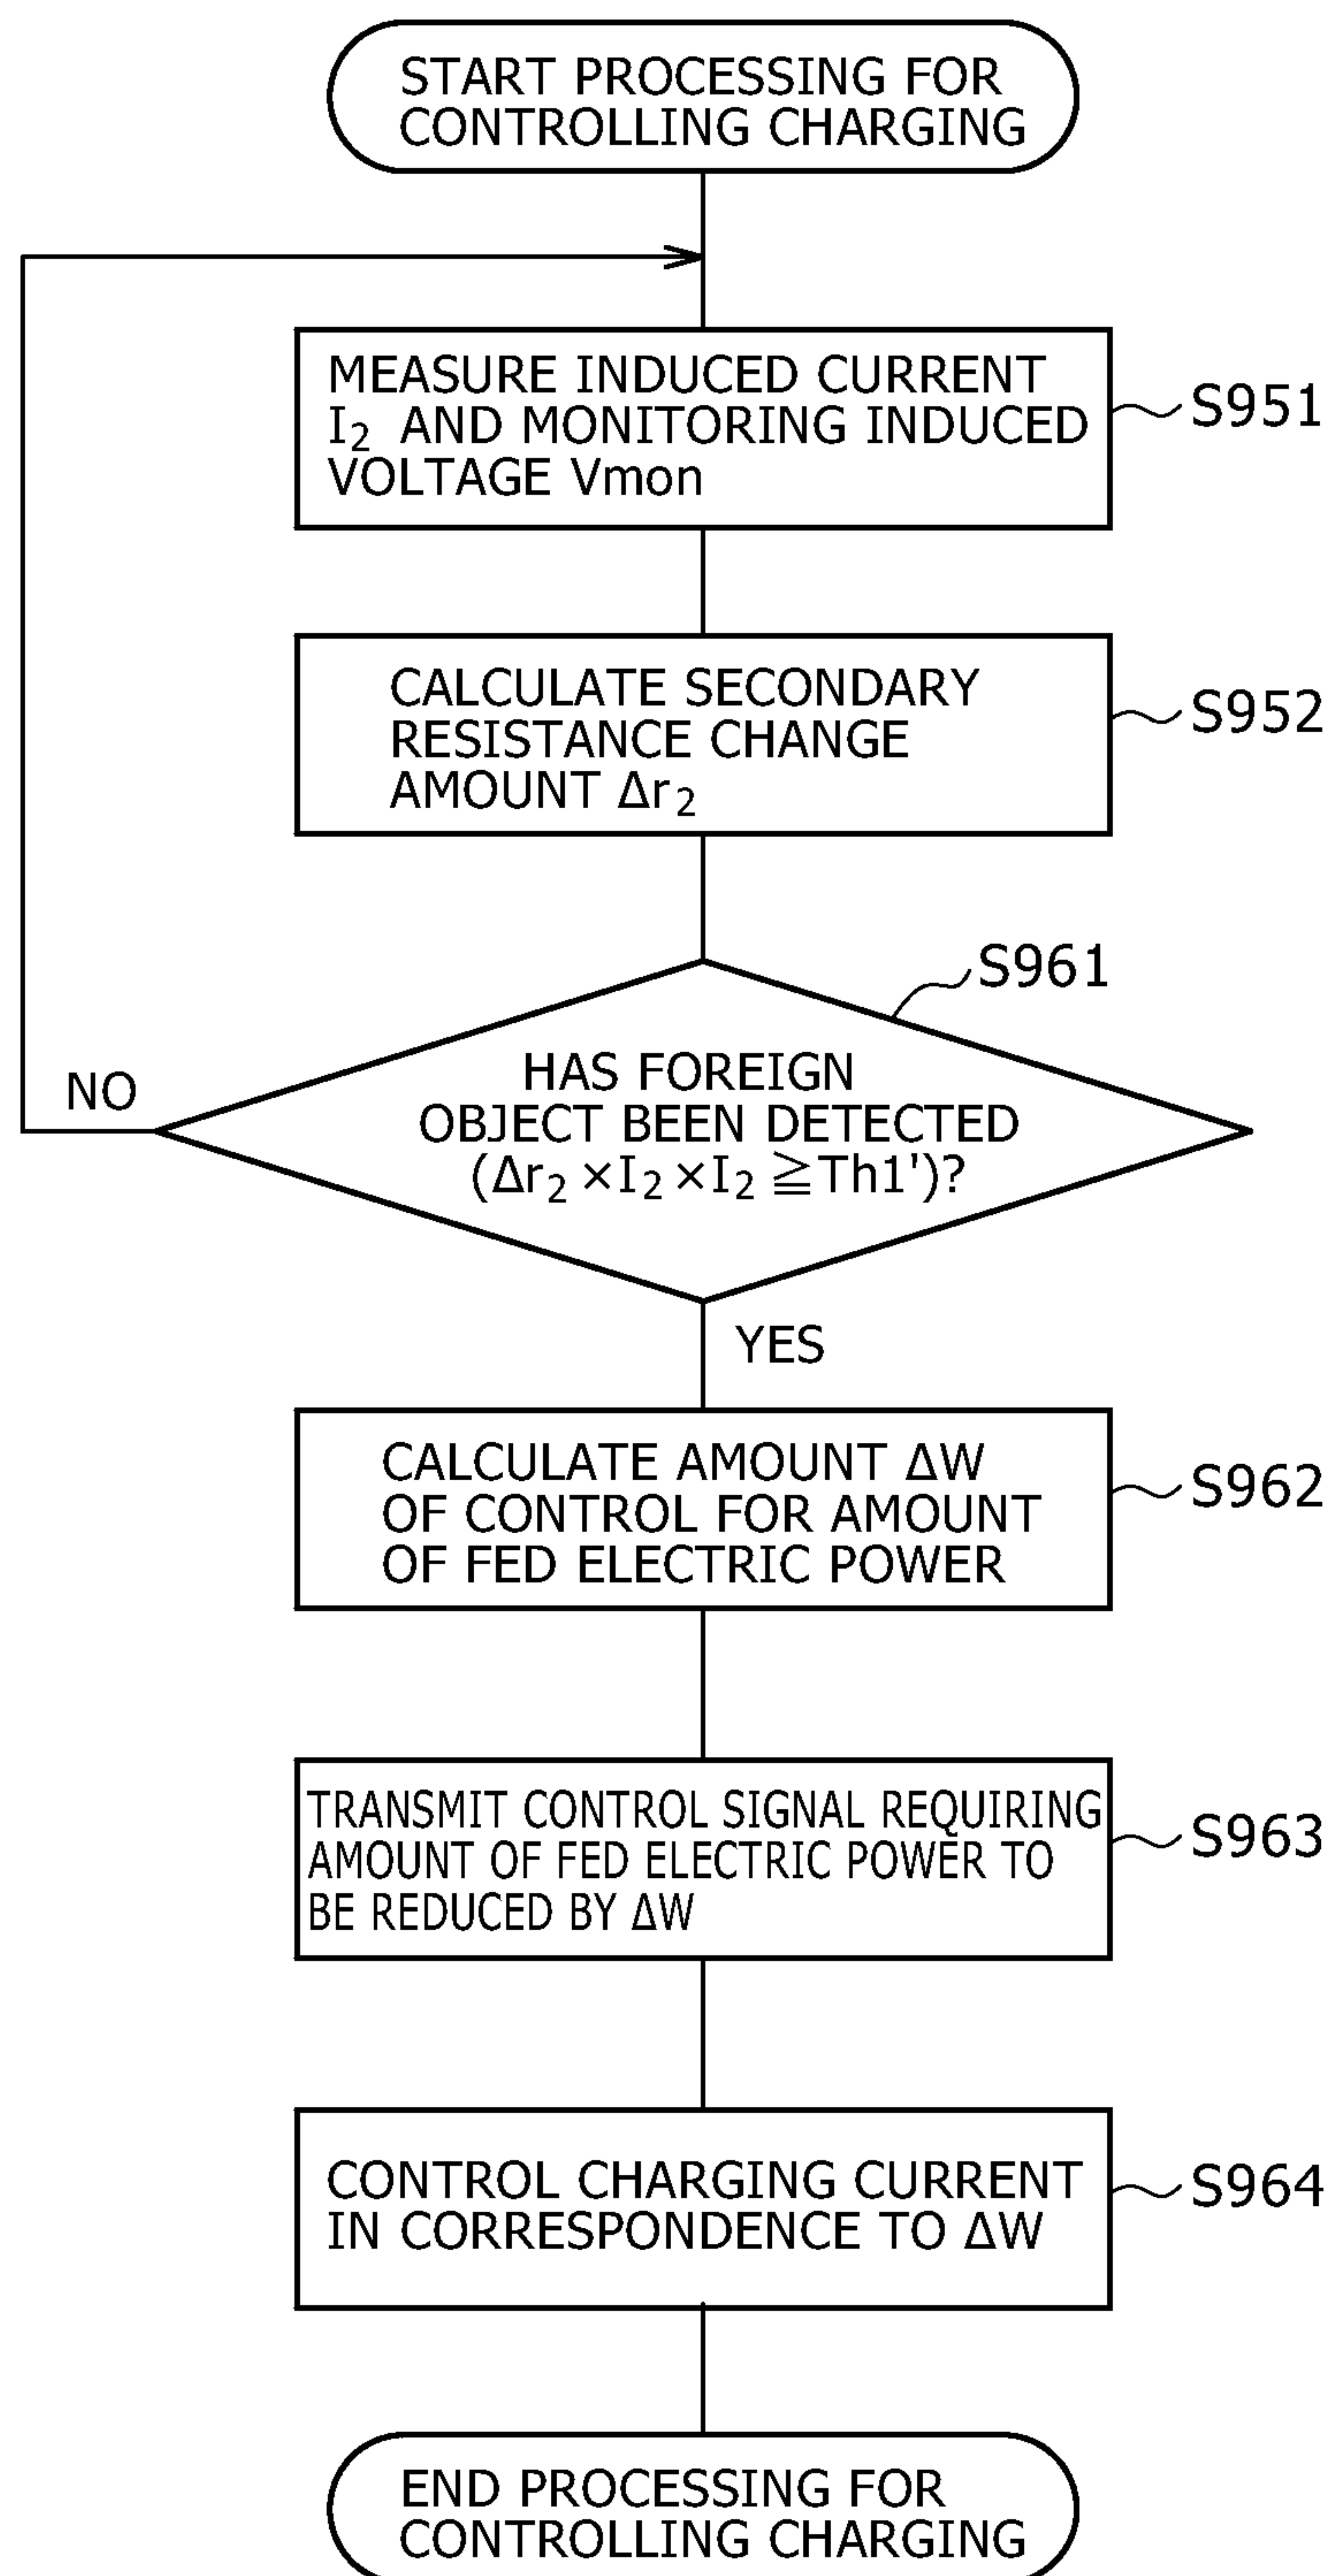 START PROCESSING FOR
CONTROLLING CHARGING
MEASURE INDUCED CURRENT
I₂ AND MONITORING INDUCED
VOLTAGE Vmon
S951
CALCULATE SECONDARY
RESISTANCE CHANGE
AMOUNT Δr₂
S952
S961
HAS FOREIGN
OBJECT BEEN DETECTED
(Δr₂ ×I₂ ×I₂ ≧Th1')?
NO
YES
CALCULATE AMOUNT ΔW
OF CONTROL FOR AMOUNT
OF FED ELECTRIC POWER
S962
TRANSMIT CONTROL SIGNAL REQUIRING
AMOUNT OF FED ELECTRIC POWER TO
BE REDUCED BY ΔW
S963
CONTROL CHARGING CURRENT
IN CORRESPONDENCE TO ΔW
S964
END PROCESSING FOR
CONTROLLING CHARGING